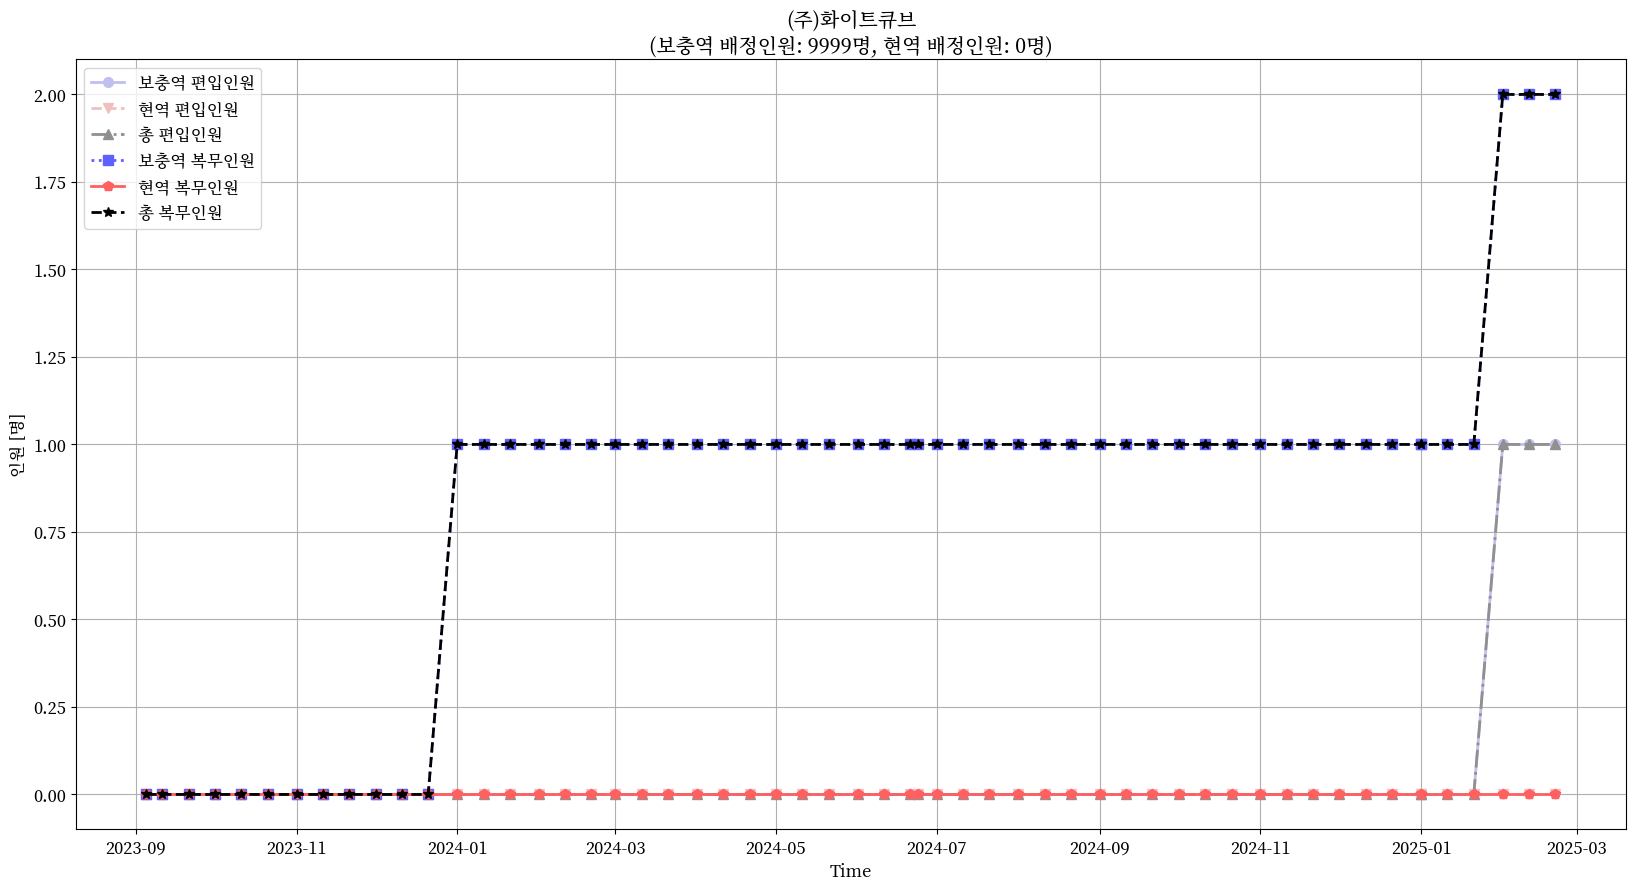 (주)화이트큐브
(보충역 배정인원: 9999명, 현역 배정인원: 0명)
보충역 편입인원
현역 편입인원
총 편입인원
보충역 복무인원
현역 복무인원
총 복무인원
인원 [명]
2.00
1.75
1.50
1.25
1.00
0.75
0.50
0.25
0.00
2023-09
2023-11
2024-01
2024-03
2024-05
2024-07
2024-09
2024-11
2025-01
2025-03
Time